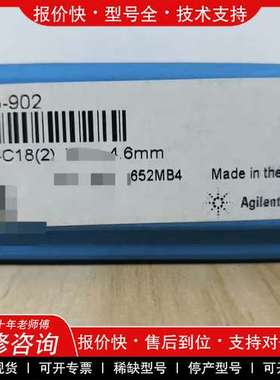 报价快·型号全·技术支持
-902
-C18(2)
4.6mm
652MB4
Made in the
Agilent
十年老师傅
修咨询
报价快·售后到位·支持对
可开专票
稀缺型号
停产型号